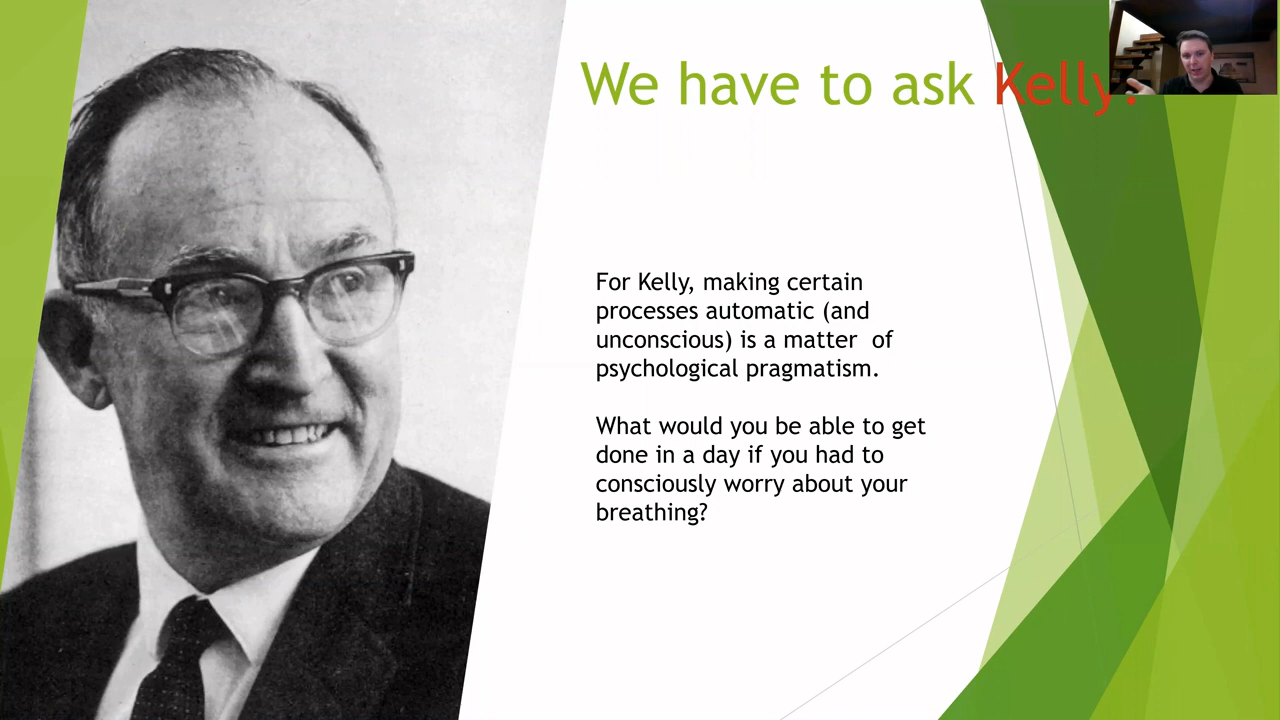 We have to ask Kelly.
For Kelly, making certain
processes automatic (and
unconscious) is a matter  of
psychological pragmatism.
What would you be able to get
done in a day if you had to
consciously worry about your
breathing?